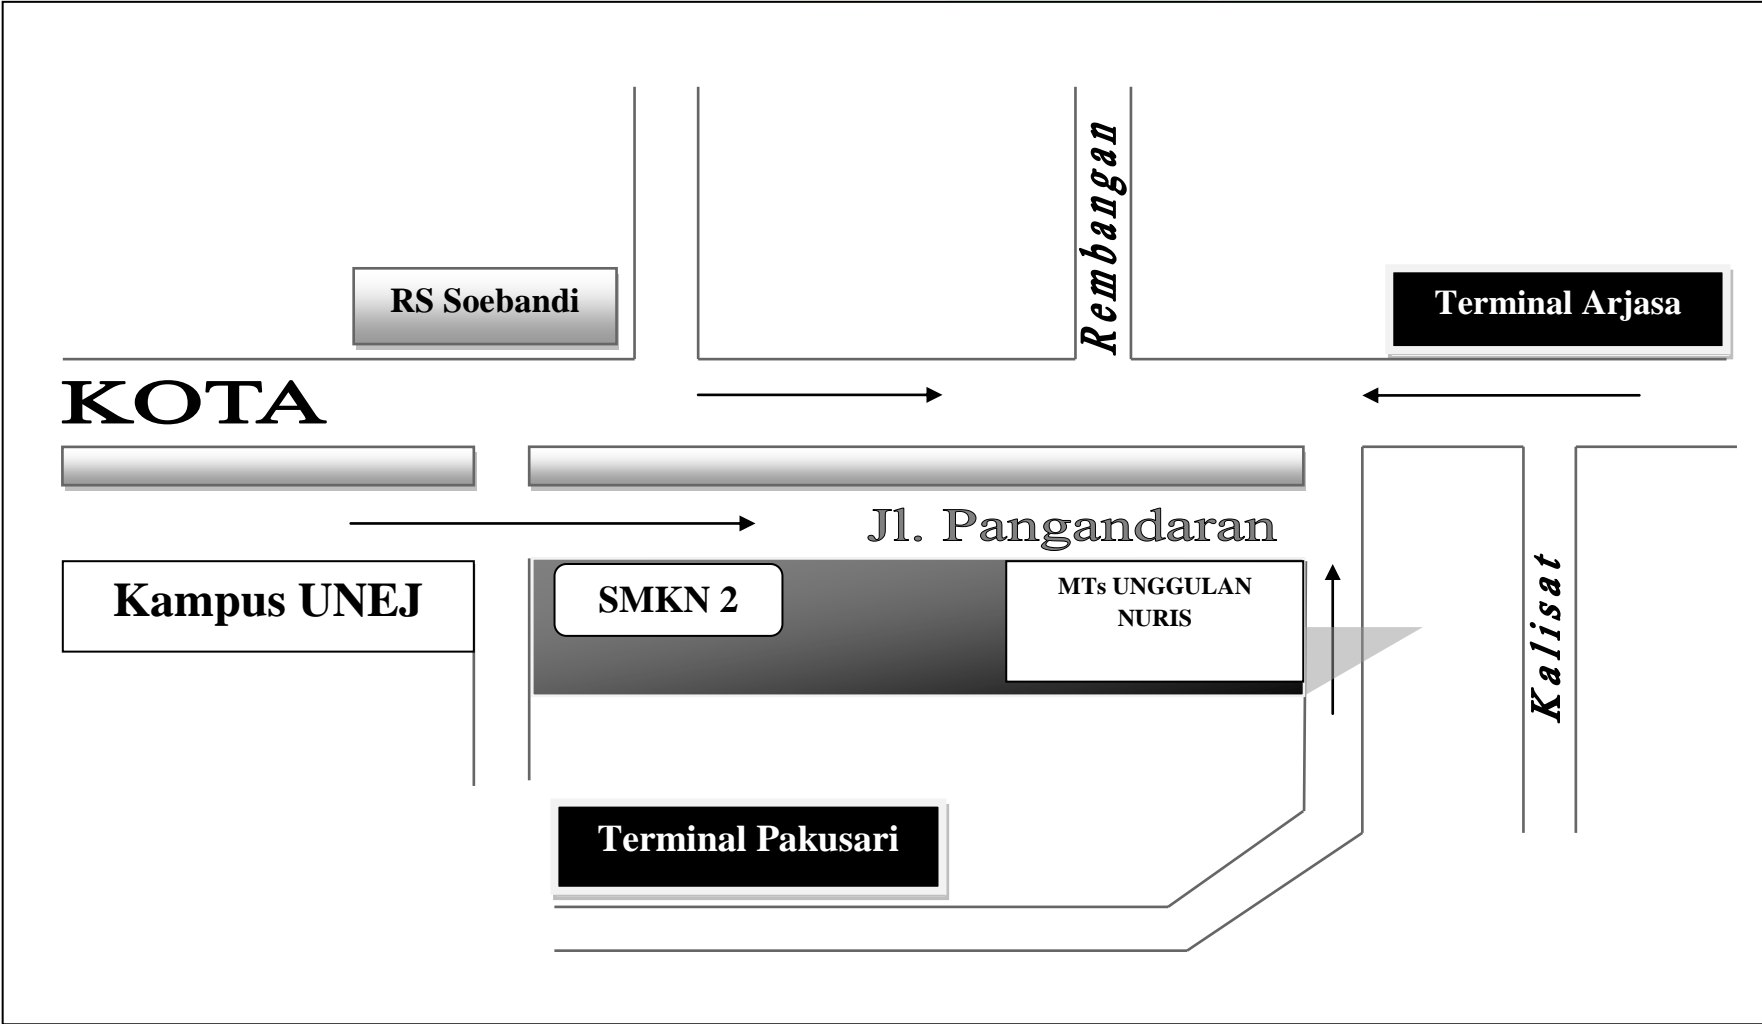 Rembangan
RS Soebandi
Terminal Arjasa
KOTA
Jl. Pangandaran
Kampus UNEJ
SMKN 2
MTs UNGGULAN
NURIS
Kalisat
Terminal Pakusari